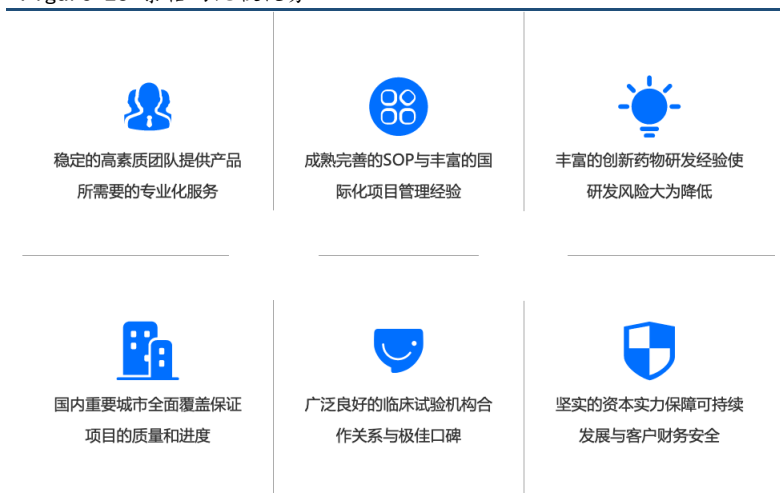 稳定的高素质团队提供产品
所需要的专业化服务
成熟完善的SOP与丰富的国
际化项目管理经验
丰富的创新药物研发经验使
研发风险大为降低
国内重要城市全面覆盖保证
项目的质量和进度
广泛良好的临床试验机构合
作关系与极佳口碑
坚实的资本实力保障可持续
发展与客户财务安全